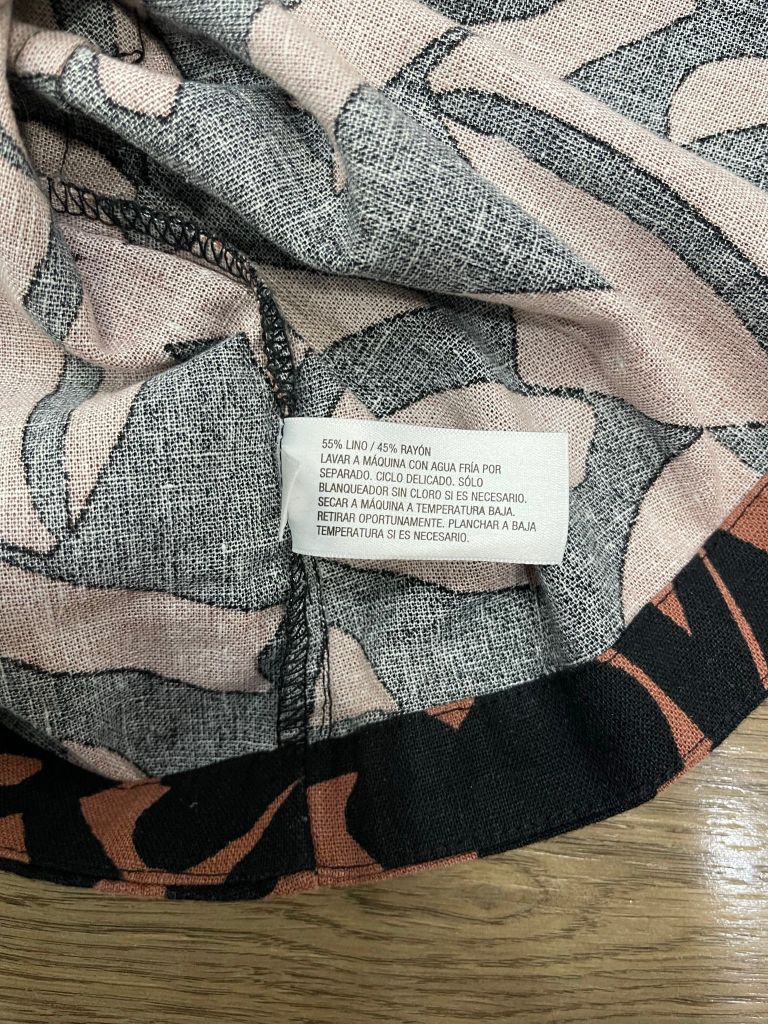 55% LINO / 45% RAYÓN
LAVAR A MÁQUINA CON AGUA FRÍA POR
SEPARADO. CICLO DELICADO. SÓLO
BLANQUEADOR SIN CLORO SI ES NECESARIO.
SECAR A MÁQUINA A TEMPERATURA BAJA.
RETIRAR OPORTUNAMENTE. PLANCHAR A BAJA
TEMPERATURA SI ES NECESARIO.